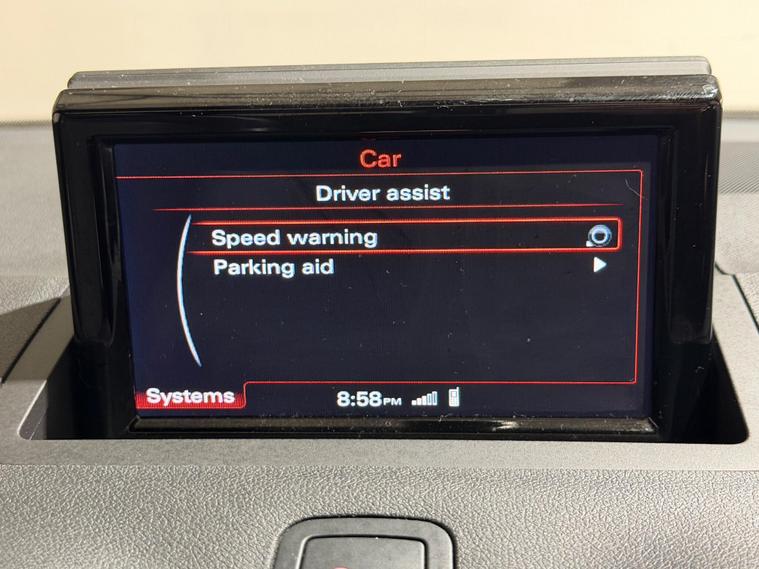 Car
Driver assist
Speed warning
Parking aid
Systems 8:58PM